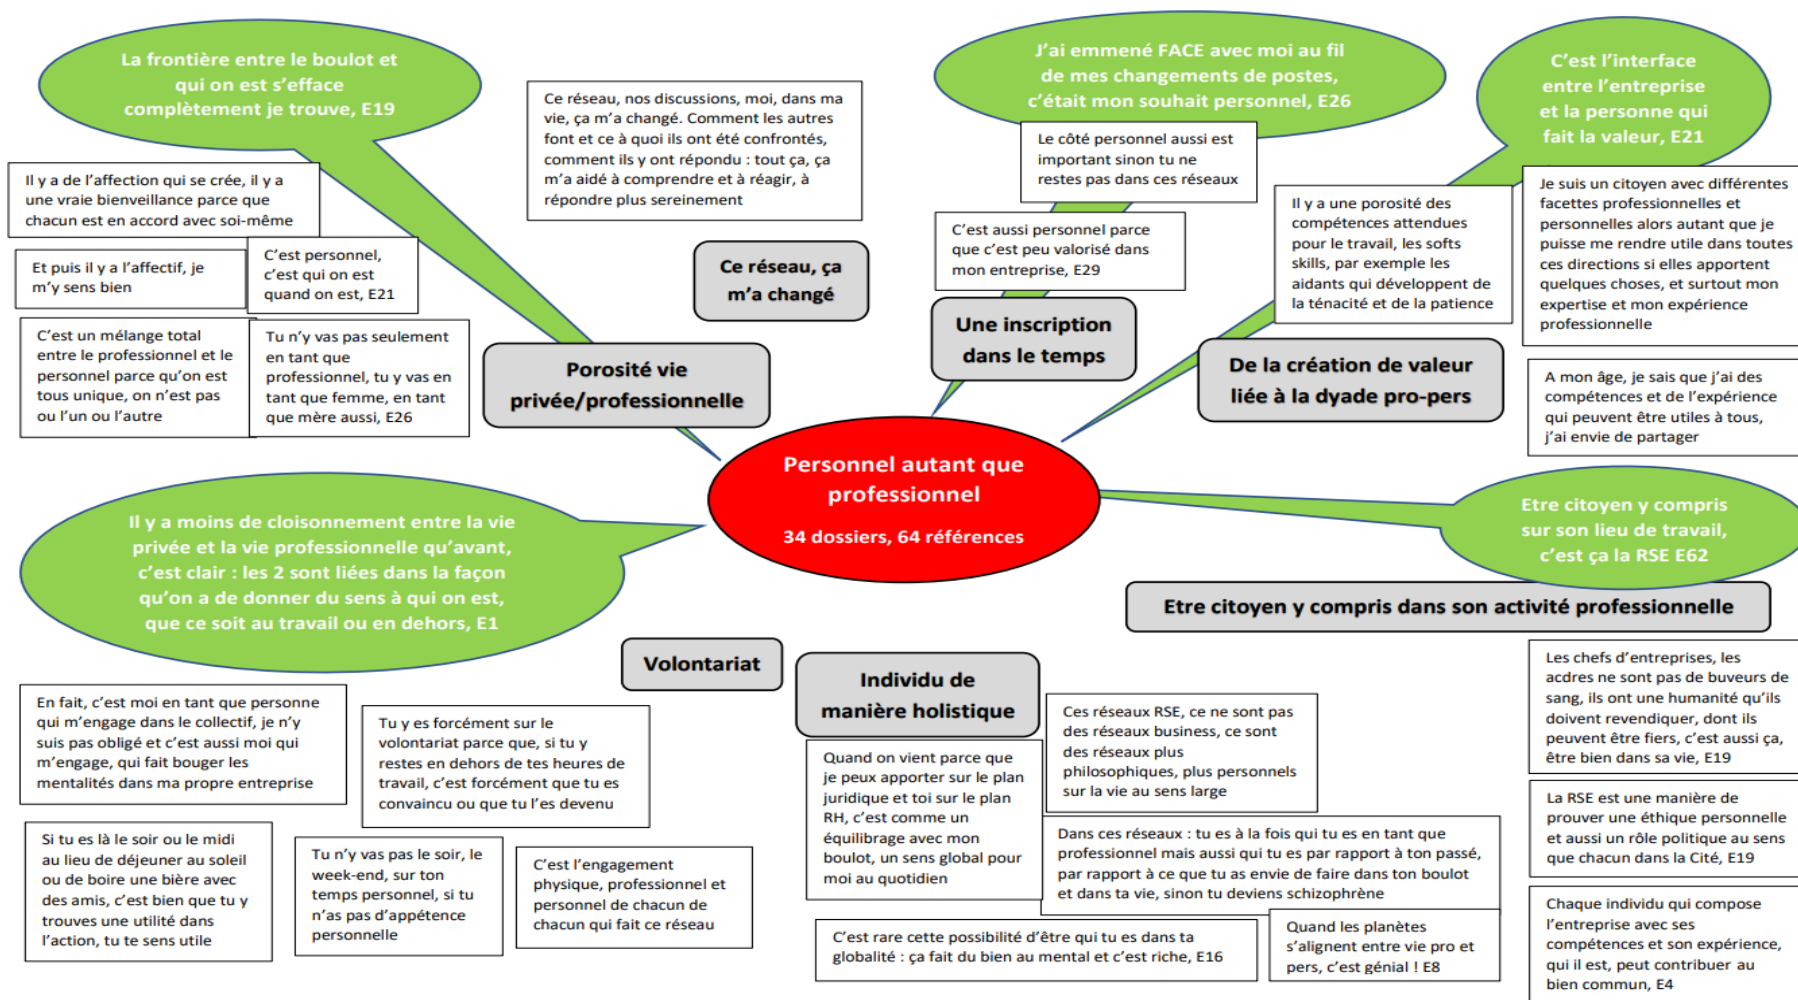 La frontière entre le boulot et
qui on est s’efface
complètement je trouve, E19
Ce réseau, nos discussions, moi, dans ma
vie, ça m’a changé. Comment les autres
font et ce à quoi ils ont été confrontés,
comment ils y ont répondu : tout ça, ça
m’a aidé à comprendre et à réagir, à
répondre plus sereinement
J’ai emmené FACE avec moi au fil
de mes changements de postes,
c’était mon souhait personnel, E26
C’est l’interface
entre l’entreprise
et la personne qui
fait la valeur, E21
Le côté personnel aussi est
important sinon tu ne
restes pas dans ces réseaux
Il y a de l’affection qui se crée, il y a
une vraie bienveillance parce que
chacun est en accord avec soi-même
Et puis il y a l’affectif, je
m’y sens bien
C’est personnel,
c’est qui on est
quand on est, E21
Ce réseau, ça
m’a changé
C’est aussi personnel parce
que c’est peu valorisé dans
mon entreprise, E29
Il y a une porosité des
compétences attendues
pour le travail, les softs
skills, par exemple les
aidants qui développent de
la ténacité et de la patience
Je suis un citoyen avec différentes
facettes professionnelles et
personnelles alors autant que je
puisse me rendre utile dans toutes
ces directions si elles apportent
quelques choses, et surtout mon
expertise et mon expérience
professionnelle
C’est un mélange total
entre le professionnel et le
personnel parce qu’on est
tous unique, on n’est pas
ou l’un ou l’autre
Tu n’y vas pas seulement
en tant que
professionnel, tu y vas en
tant que femme, en tant
que mère aussi, E26
Porosité vie
privée/professionnelle
Une inscription
dans le temps
De la création de valeur
liée à la dyade pro-pers
A mon âge, je sais que j’ai des
compétences et de l’expérience
qui peuvent être utiles à tous,
j’ai envie de partager
Personnel autant que
professionnel
34 dossiers, 64 références
Il y a moins de cloisonnement entre la vie
privée et la vie professionnelle qu’avant,
c’est clair : les 2 sont liées dans la façon
qu’on a de donner du sens à qui on est,
que ce soit au travail ou en dehors, E1
Etre citoyen y compris
sur son lieu de travail,
c’est ça la RSE E62
Etre citoyen y compris dans son activité professionnelle
Volontariat
Individu de
manière holistique
En fait, c’est moi en tant que personne
qui m’engage dans le collectif, je n’y
suis pas obligé et c’est aussi moi qui
m’engage, qui fait bouger les
mentalités dans ma propre entreprise
Tu y es forcément sur le
volontariat parce que, si tu y
restes en dehors de tes heures de
travail, c’est forcément que tu es
convaincu ou que tu l’es devenu
Ces réseaux RSE, ce ne sont pas
des réseaux business, ce sont
des réseaux plus
philosophiques, plus personnels
sur la vie au sens large
Les chefs d’entreprises, les
acdres ne sont pas de buveurs de
sang, ils ont une humanité qu’ils
doivent revendiquer, dont ils
peuvent être fiers, c’est aussi ça,
être bien dans sa vie, E19
Quand on vient parce que
je peux apporter sur le plan
juridique et toi sur le plan
RH, c’est comme un
équilibrage avec mon
boulot, un sens global pour
moi au quotidien
La RSE est une manière de
prouver une éthique personnelle
et aussi un rôle politique au sens
que chacun dans la Cité, E19
Si tu es là le soir ou le midi
au lieu de déjeuner au soleil
ou de boire une bière avec
des amis, c’est bien que tu y
trouves une utilité dans
l’action, tu te sens utile
Tu n’y vas pas le soir, le
week-end, sur ton
temps personnel, si tu
n’as pas d’appétence
personnelle
C’est l’engagement
physique, professionnel et
personnel de chacun de
chacun qui fait ce réseau
Dans ces réseaux : tu es à la fois qui tu es en tant que
professionnel mais aussi qui tu es par rapport à ton passé,
par rapport à ce que tu as envie de faire dans ton boulot
et dans ta vie, sinon tu deviens schizophrène
C’est rare cette possibilité d’être qui tu es dans ta
globalité : ça fait du bien au mental et c’est riche, E16
Quand les planètes
s’alignent entre vie pro et
pers, c’est génial ! E8
Chaque individu qui compose
l’entreprise avec ses
compétences et son expérience,
qui il est, peut contribuer au
bien commun, E4